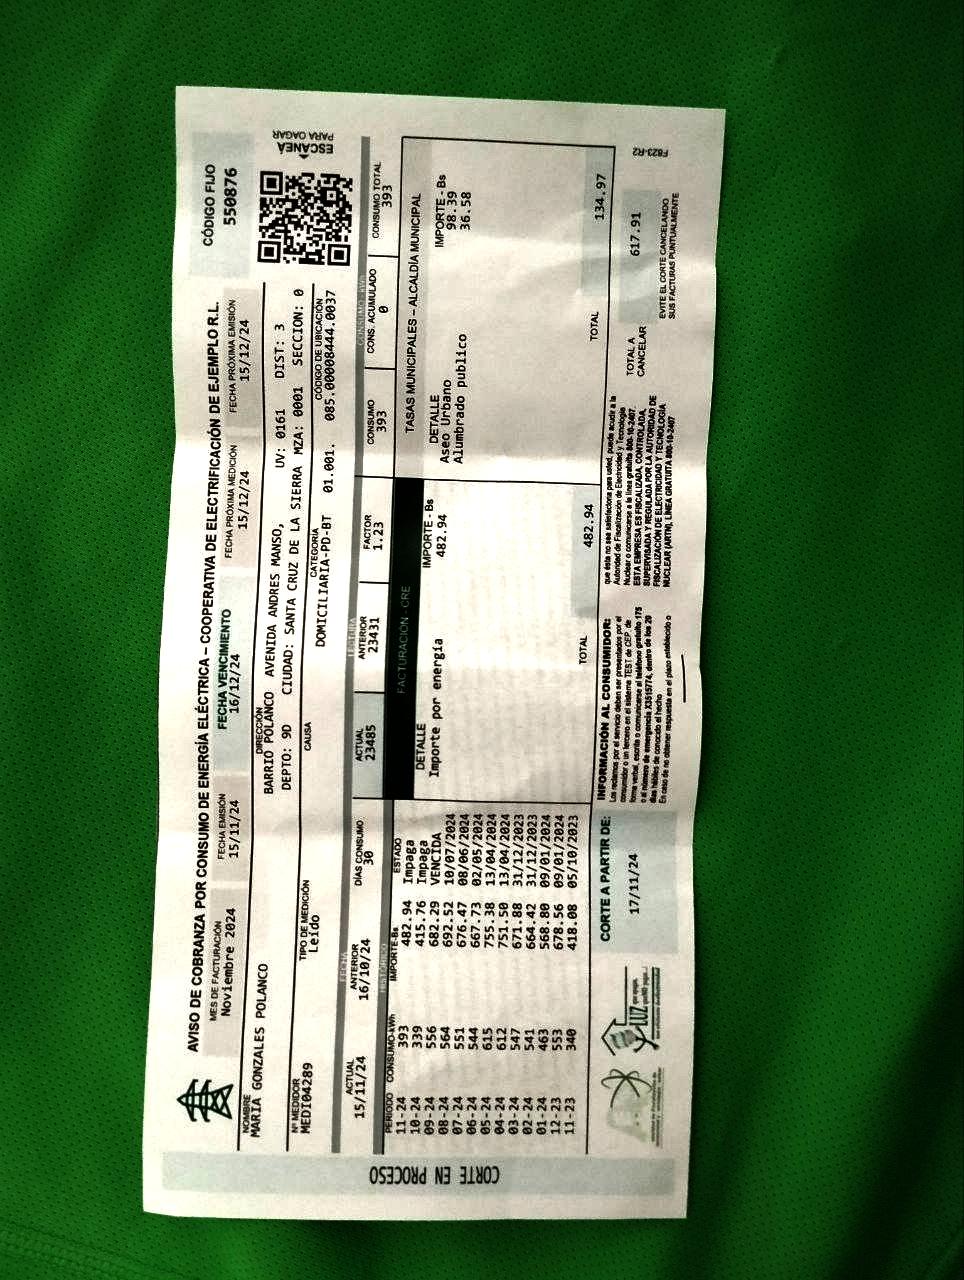 AVISO DE COBRANZA POR CONSUMO DE ENERGÍA ELÉCTRICA – COOPERATIVA DE ELECTRIFICACIÓN DE EJEMPLO R.L.
CÓDIGO FIJO
550876
MES DE FACTURACIÓN
Noviembre 2024
FECHA EMISIÓN
15/11/24
FECHA VENCIMIENTO
16/12/24
FECHA PRÓXIMA MEDICIÓN
15/12/24
FECHA PRÓXIMA EMISIÓN
15/12/24
NOMBRE
MARIA GONZALES POLANCO
DIRECCIÓN
BARRIO POLANCO AVENIDA ANDRES MANSO, UV: 0161 DIST: 3
DEPTO: 9D CIUDAD: SANTA CRUZ DE LA SIERRA MZA: 0001 SECCION: 0
ESCANEÁ
PARA OAGAR
Nº MEDIDOR
MEDI04289
TIPO DE MEDICIÓN
Leído
CAUSA
CATEGORÍA
DOMICILIARIA-PD-BT
CÓDIGO DE UBICACIÓN
01.001. 085.00008444.0037
FECHA
LECTURA
CONSUMO - kWh
ACTUAL
15/11/24
ANTERIOR
16/10/24
DÍAS CONSUMO
30
ACTUAL
23485
ANTERIOR
23431
FACTOR
1.23
CONSUMO
393
CONS. ACUMULADO
0
CONSUMO TOTAL
393
HISTÓRICO
PERIODO CONSUMO-kWh IMPORTE-Bs ESTADO
11-24 393 482.94 Impaga
10-24 339 415.76 Impaga
09-24 556 682.29 VENCIDA
08-24 564 692.52 10/07/2024
07-24 551 676.47 08/06/2024
06-24 544 667.73 02/05/2024
05-24 615 755.38 13/04/2024
04-24 612 751.50 13/04/2024
03-24 547 671.88 31/12/2023
02-24 541 664.42 31/12/2023
01-24 463 568.80 09/01/2024
12-23 553 678.56 09/01/2024
11-23 340 418.08 05/10/2023
FACTURACIÓN - CRE
DETALLE IMPORTE - Bs
Importe por energía 482.94
TOTAL 482.94
TASAS MUNICIPALES – ALCALDÍA MUNICIPAL
DETALLE IMPORTE - Bs
Aseo Urbano 98.39
Alumbrado publico 36.58
TOTAL 134.97
CORTE A PARTIR DE:
17/11/24
INFORMACIÓN AL CONSUMIDOR:
Los reclamos por el servicio deben ser presentados por el
consumidor o un tercero en el sistema TEST de CEP, de
forma verbal, escrita o comunicarse al teléfono gratuito 175
o al número de emergencia X3515774, dentro de los 20
días hábiles de conocido el hecho
En caso de no obtener respuesta en el plazo establecido o
que ésta no sea satisfactoria para usted, puede acudir a la
Autoridad de Fiscalización de Electricidad y Tecnología
Nuclear o comunicarse a la línea gratuita 800-10-2407
ESTA EMPRESA ES FISCALIZADA, CONTROLADA,
SUPERVISADA Y REGULADA POR LA AUTORIDAD DE
FISCALIZACIÓN DE ELECTRICIDAD Y TECNOLOGÍA
NUCLEAR (ARTN), LÍNEA GRATUITA 800-10-2407
TOTAL A
CANCELAR
617.91
EVITE EL CORTE CANCELANDO
SUS FACTURAS PUNTUALMENTE
F823-R2
CORTE EN PROCESO